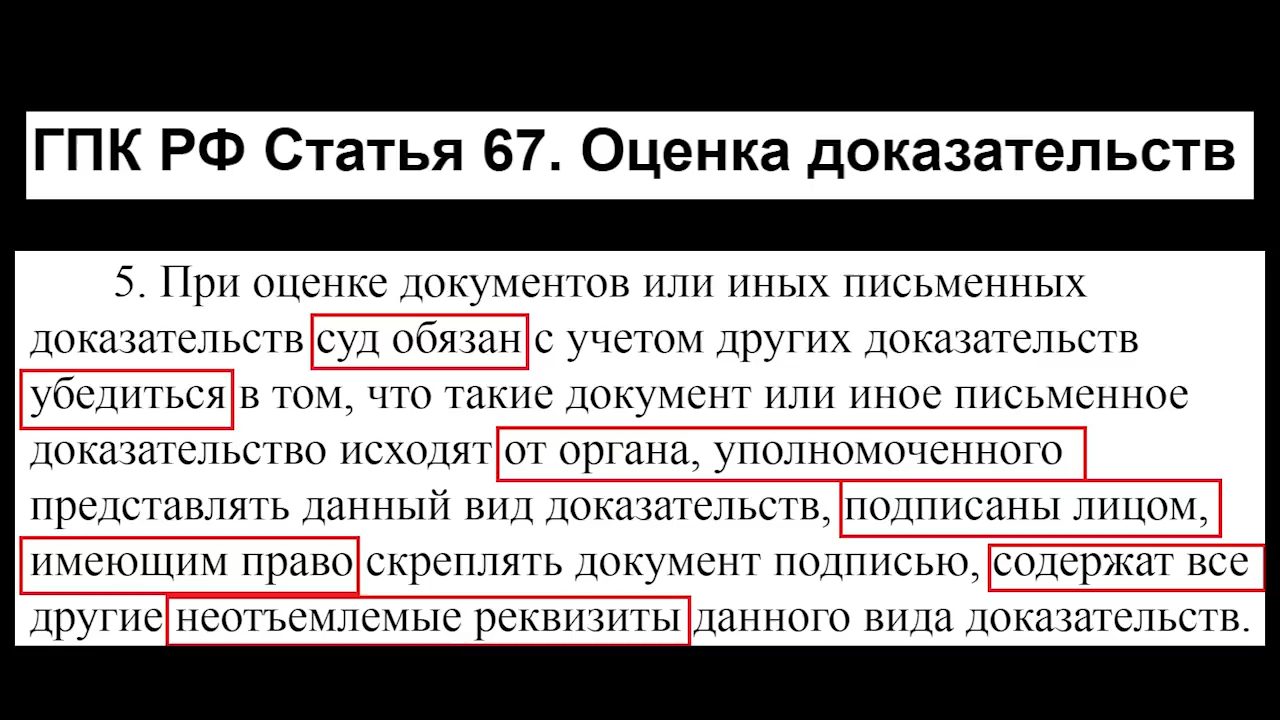 ГПК РФ Статья 67. Оценка доказательств
5. При оценке документов или иных письменных
доказательств суд обязан с учетом других доказательств
убедиться в том, что такие документ или иное письменное
доказательство исходят от органа, уполномоченного
представлять данный вид доказательств, подписаны лицом,
имеющим право скреплять документ подписью, содержат все
другие неотъемлемые реквизиты данного вида доказательств.